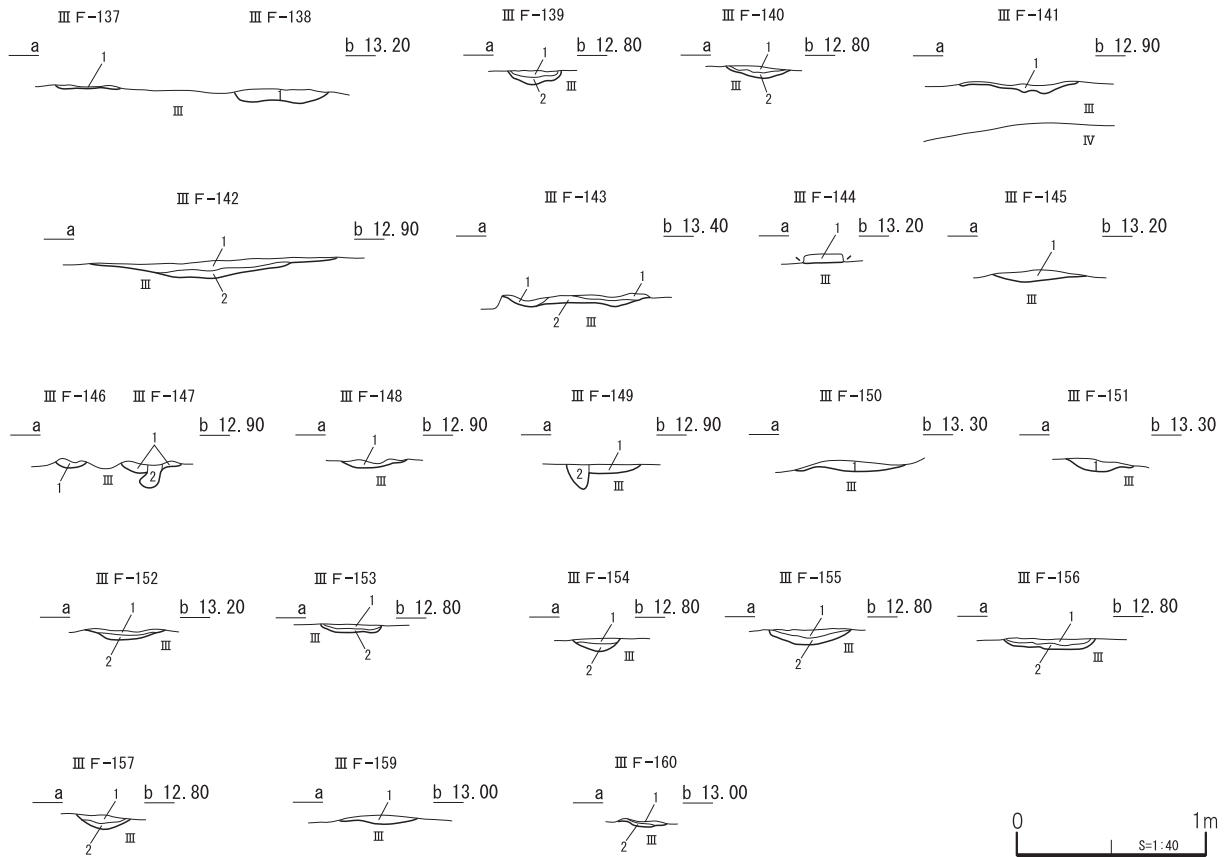 Ⅲ F-137 Ⅲ F-138 Ⅲ F-139 Ⅲ F-140 Ⅲ F-141
a b 13.20 a b 12.80 a b 12.80 a b 12.90
1 1 1 1 1
Ⅲ 2 Ⅲ Ⅲ 2 Ⅲ
Ⅳ
Ⅲ F-142 Ⅲ F-143 Ⅲ F-144 Ⅲ F-145
a b 12.90 a b 13.40 a b 13.20 a b 13.20
1 1 1 1 1
Ⅲ 2 2 Ⅲ Ⅲ Ⅲ
Ⅲ F-146 Ⅲ F-147 Ⅲ F-148 Ⅲ F-149 Ⅲ F-150 Ⅲ F-151
a b 12.90 a b 12.90 a b 12.90 a b 13.30 a b 13.30
1 1 1 1 1
1 Ⅲ 2 Ⅲ 2 Ⅲ Ⅲ Ⅲ
Ⅲ F-152 Ⅲ F-153 Ⅲ F-154 Ⅲ F-155 Ⅲ F-156
a b 13.20 a b 12.80 a b 12.80 a b 12.80 a b 12.80
1 1 1 1 1
2 Ⅲ Ⅲ 2 2 Ⅲ 2 Ⅲ 2 Ⅲ
Ⅲ F-157 Ⅲ F-159 Ⅲ F-160
a b 12.80 a b 13.00 a b 13.00
1 1 1
2 Ⅲ Ⅲ 2 Ⅲ
0 1m
S=1:40